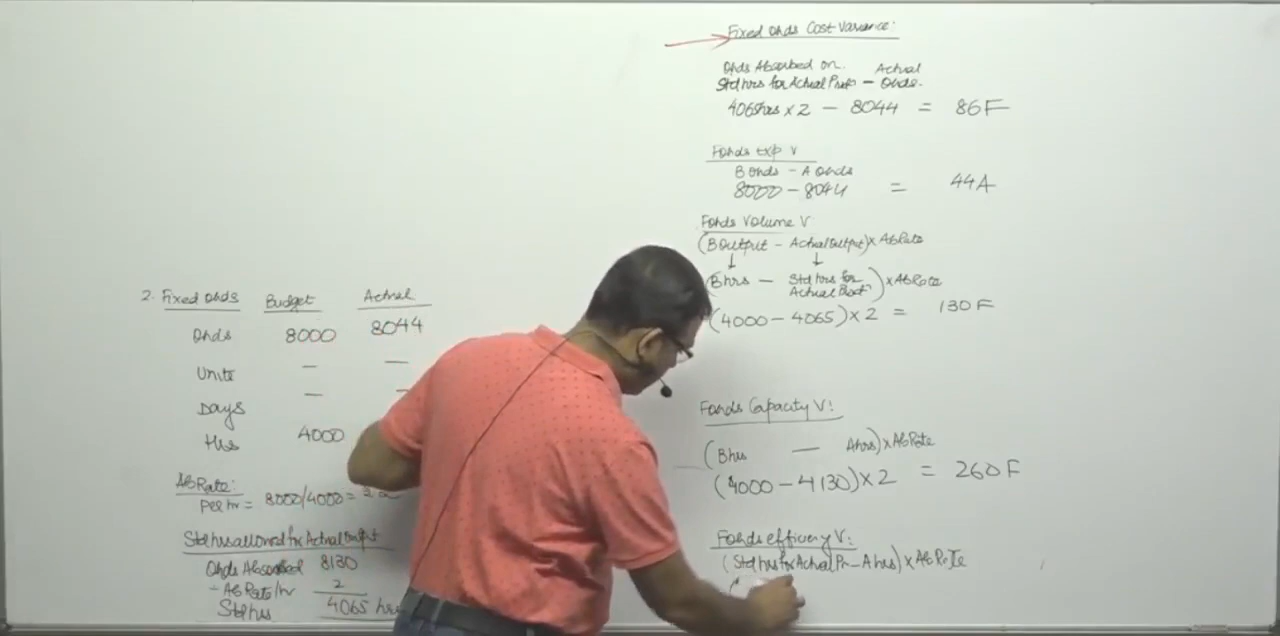 Fixed Ohds Cost Variance:
Ohds Absorbed on Actual
Std hrs for Actual Prodn – Ohds.
4065hrs x 2 – 8044 = 86F
Fohds Exp V
B Ohds – A Ohds
8000 – 8044 = 44A
Fohds Volume V
(B Output – Actual Output) x Ab Rate
(B hrs – Std hrs for Actual Prodn) x Ab Rate
(4000 – 4065) x 2 = 130F
Fohds Capacity V:
(B hrs – A hrs) x Ab Rate
(4000 – 4130) x 2 = 260F
Fohds efficiency V:
(Std hrs for Actual Pn – A hrs) x Ab Rate
(
2. Fixed Ohds Budget Actual
Ohds 8000 8044
Units – –
Days – –
Hrs 4000
Ab Rate:
Per hr = 8000/4000 = 2
Std hrs allowed for Actual Output
Ohds Absorbed 8130
÷ Ab Rate/hr 2
Std hrs 4065 hrs